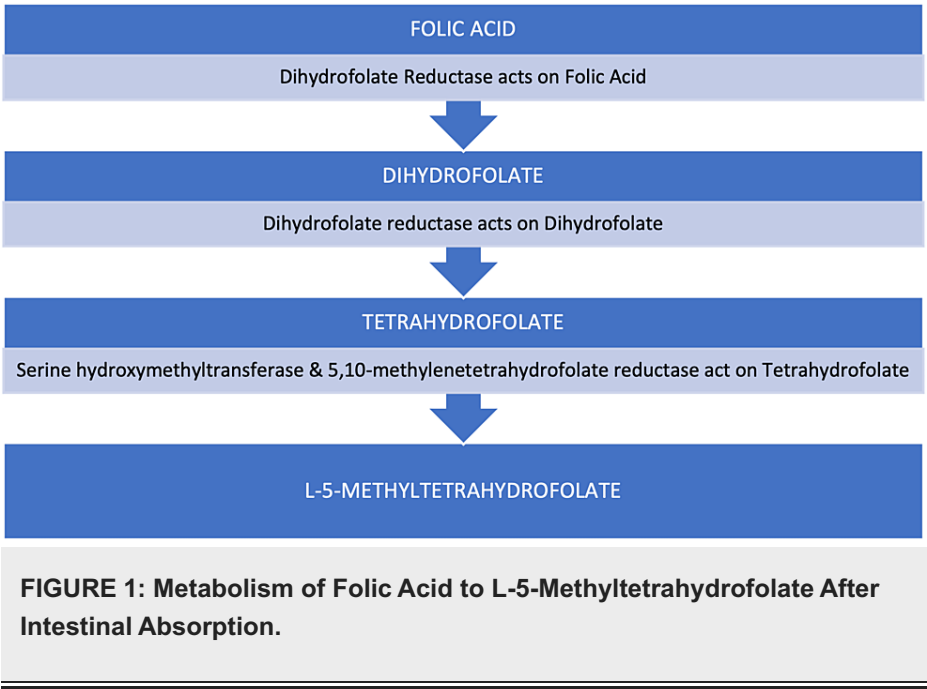 FOLIC ACID
Dihydrofolate Reductase acts on Folic Acid
DIHYDROFOLATE
Dihydrofolate reductase acts on Dihydrofolate
TETRAHYDROFOLATE
Serine hydroxymethyltransferase & 5,10-methylenetetrahydrofolate reductase act on Tetrahydrofolate
L-5-METHYLTETRAHYDROFOLATE
FIGURE 1: Metabolism of Folic Acid to L-5-Methyltetrahydrofolate After
Intestinal Absorption.